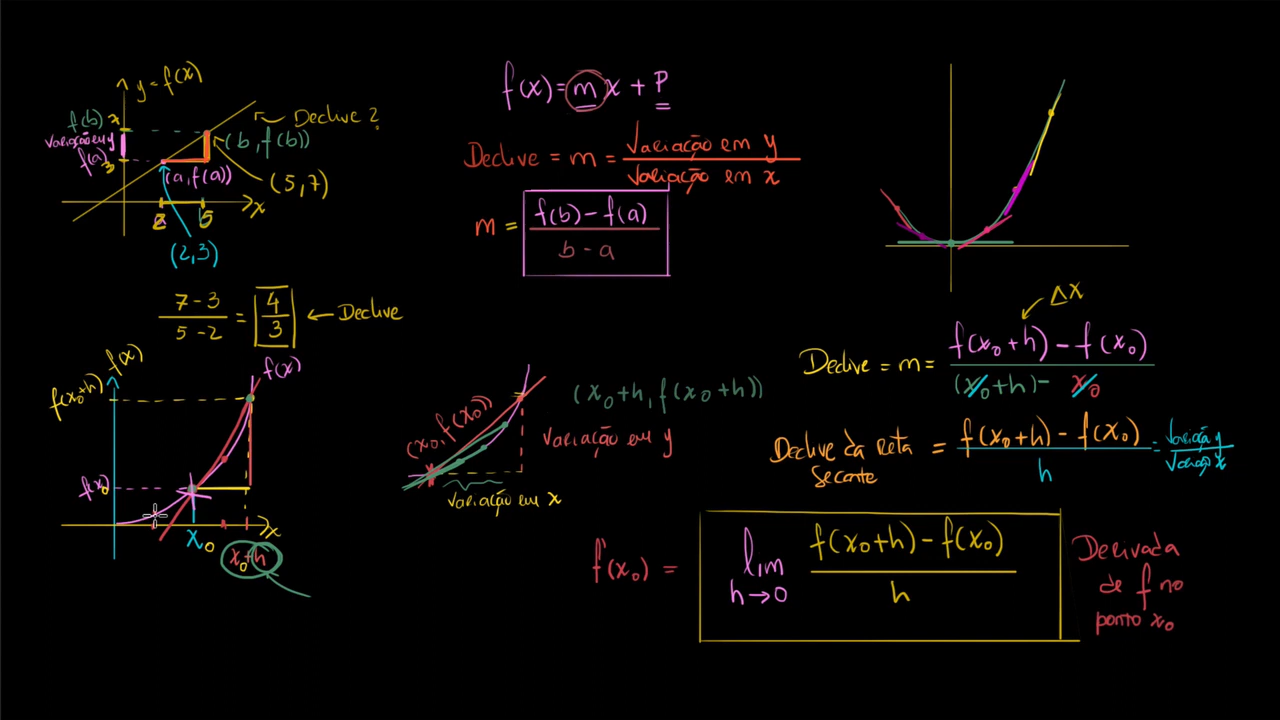 y = f(x)
Declive ?
f(b) 7
variação em y
f(a) 3
(b, f(b))
(a, f(a))
(5,7)
2 5 x
(2,3)
7 - 3
5 - 2
= 4
3
← Declive
f(x) = mx + P
Declive = m = variação em y
variação em x
m = f(b) - f(a)
b - a
f(x)
f(x₀+h)
f(x)
f(x₀)
x₀
x
x₀+h
(x₀, f(x₀))
(x₀+h, f(x₀+h))
variação em y
variação em x
Δx
Declive = m = f(x₀+h) - f(x₀)
(x₀+h) - x₀
Declive da reta
secante
= f(x₀+h) - f(x₀)
h
= variaçã y
variaçã x
f'(x₀) =
lim
h→0
f(x₀+h) - f(x₀)
h
Derivada
de f no
ponto x₀